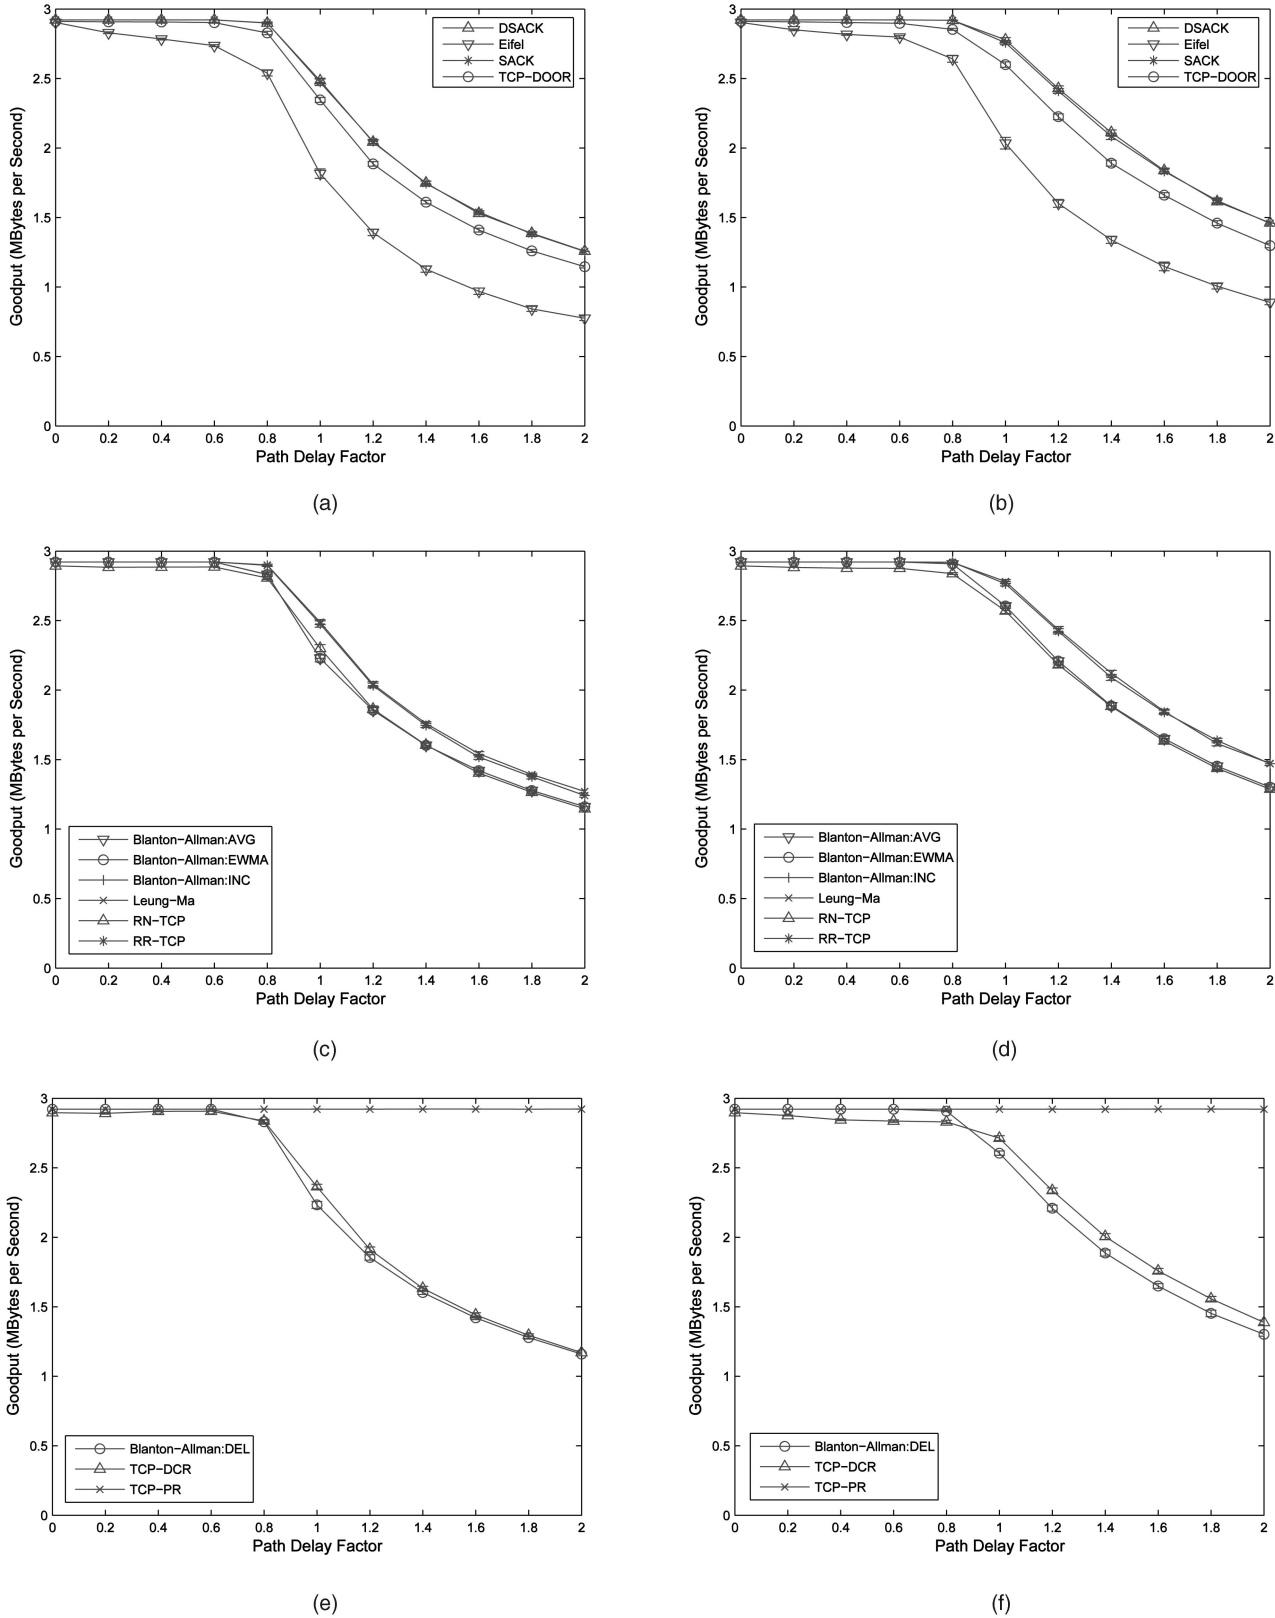 3
2.5
2
1.5
1
0.5
0
Goodput (MBytes per Second)
0 0.2 0.4 0.6 0.8 1 1.2 1.4 1.6 1.8 2
Path Delay Factor
DSACK
Eifel
SACK
TCP−DOOR
(a)
3
2.5
2
1.5
1
0.5
0
Goodput (MBytes per Second)
0 0.2 0.4 0.6 0.8 1 1.2 1.4 1.6 1.8 2
Path Delay Factor
DSACK
Eifel
SACK
TCP−DOOR
(b)
3
2.5
2
1.5
1
0.5
0
Goodput (MBytes per Second)
Blanton−Allman:AVG
Blanton−Allman:EWMA
Blanton−Allman:INC
Leung−Ma
RN−TCP
RR−TCP
0 0.2 0.4 0.6 0.8 1 1.2 1.4 1.6 1.8 2
Path Delay Factor
(c)
3
2.5
2
1.5
1
0.5
0
Goodput (MBytes per Second)
Blanton−Allman:AVG
Blanton−Allman:EWMA
Blanton−Allman:INC
Leung−Ma
RN−TCP
RR−TCP
0 0.2 0.4 0.6 0.8 1 1.2 1.4 1.6 1.8 2
Path Delay Factor
(d)
3
2.5
2
1.5
1
0.5
0
Goodput (MBytes per Second)
Blanton−Allman:DEL
TCP−DCR
TCP−PR
0 0.2 0.4 0.6 0.8 1 1.2 1.4 1.6 1.8 2
Path Delay Factor
(e)
3
2.5
2
1.5
1
0.5
0
Goodput (MBytes per Second)
Blanton−Allman:DEL
TCP−DCR
TCP−PR
0 0.2 0.4 0.6 0.8 1 1.2 1.4 1.6 1.8 2
Path Delay Factor
(f)